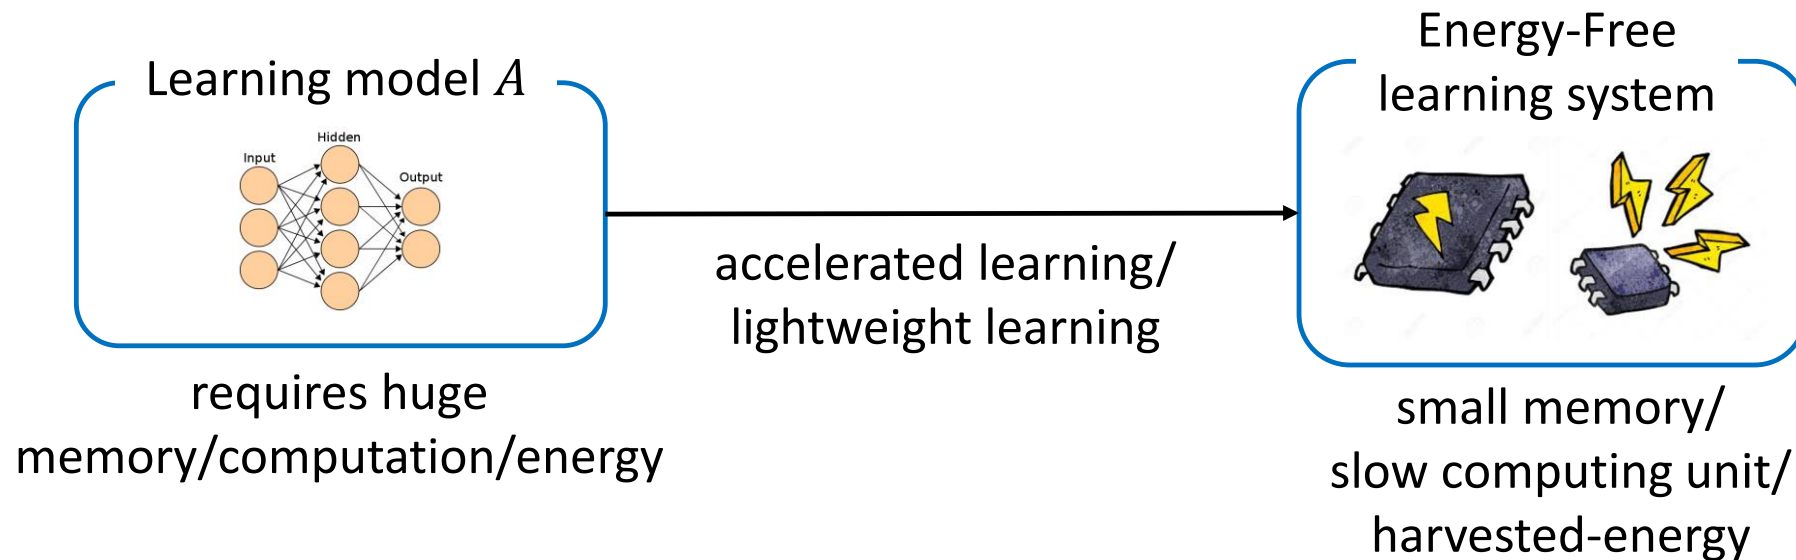 Learning model A
Input
Hidden
Output
requires huge
memory/computation/energy
accelerated learning/
lightweight learning
Energy-Free
learning system
small memory/
slow computing unit/
harvested-energy